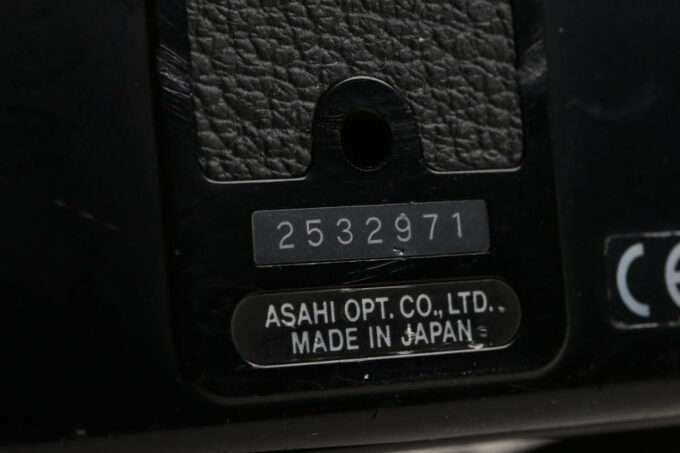 2532971
ASAHI OPT. CO., LTD.
MADE IN JAPAN
CE